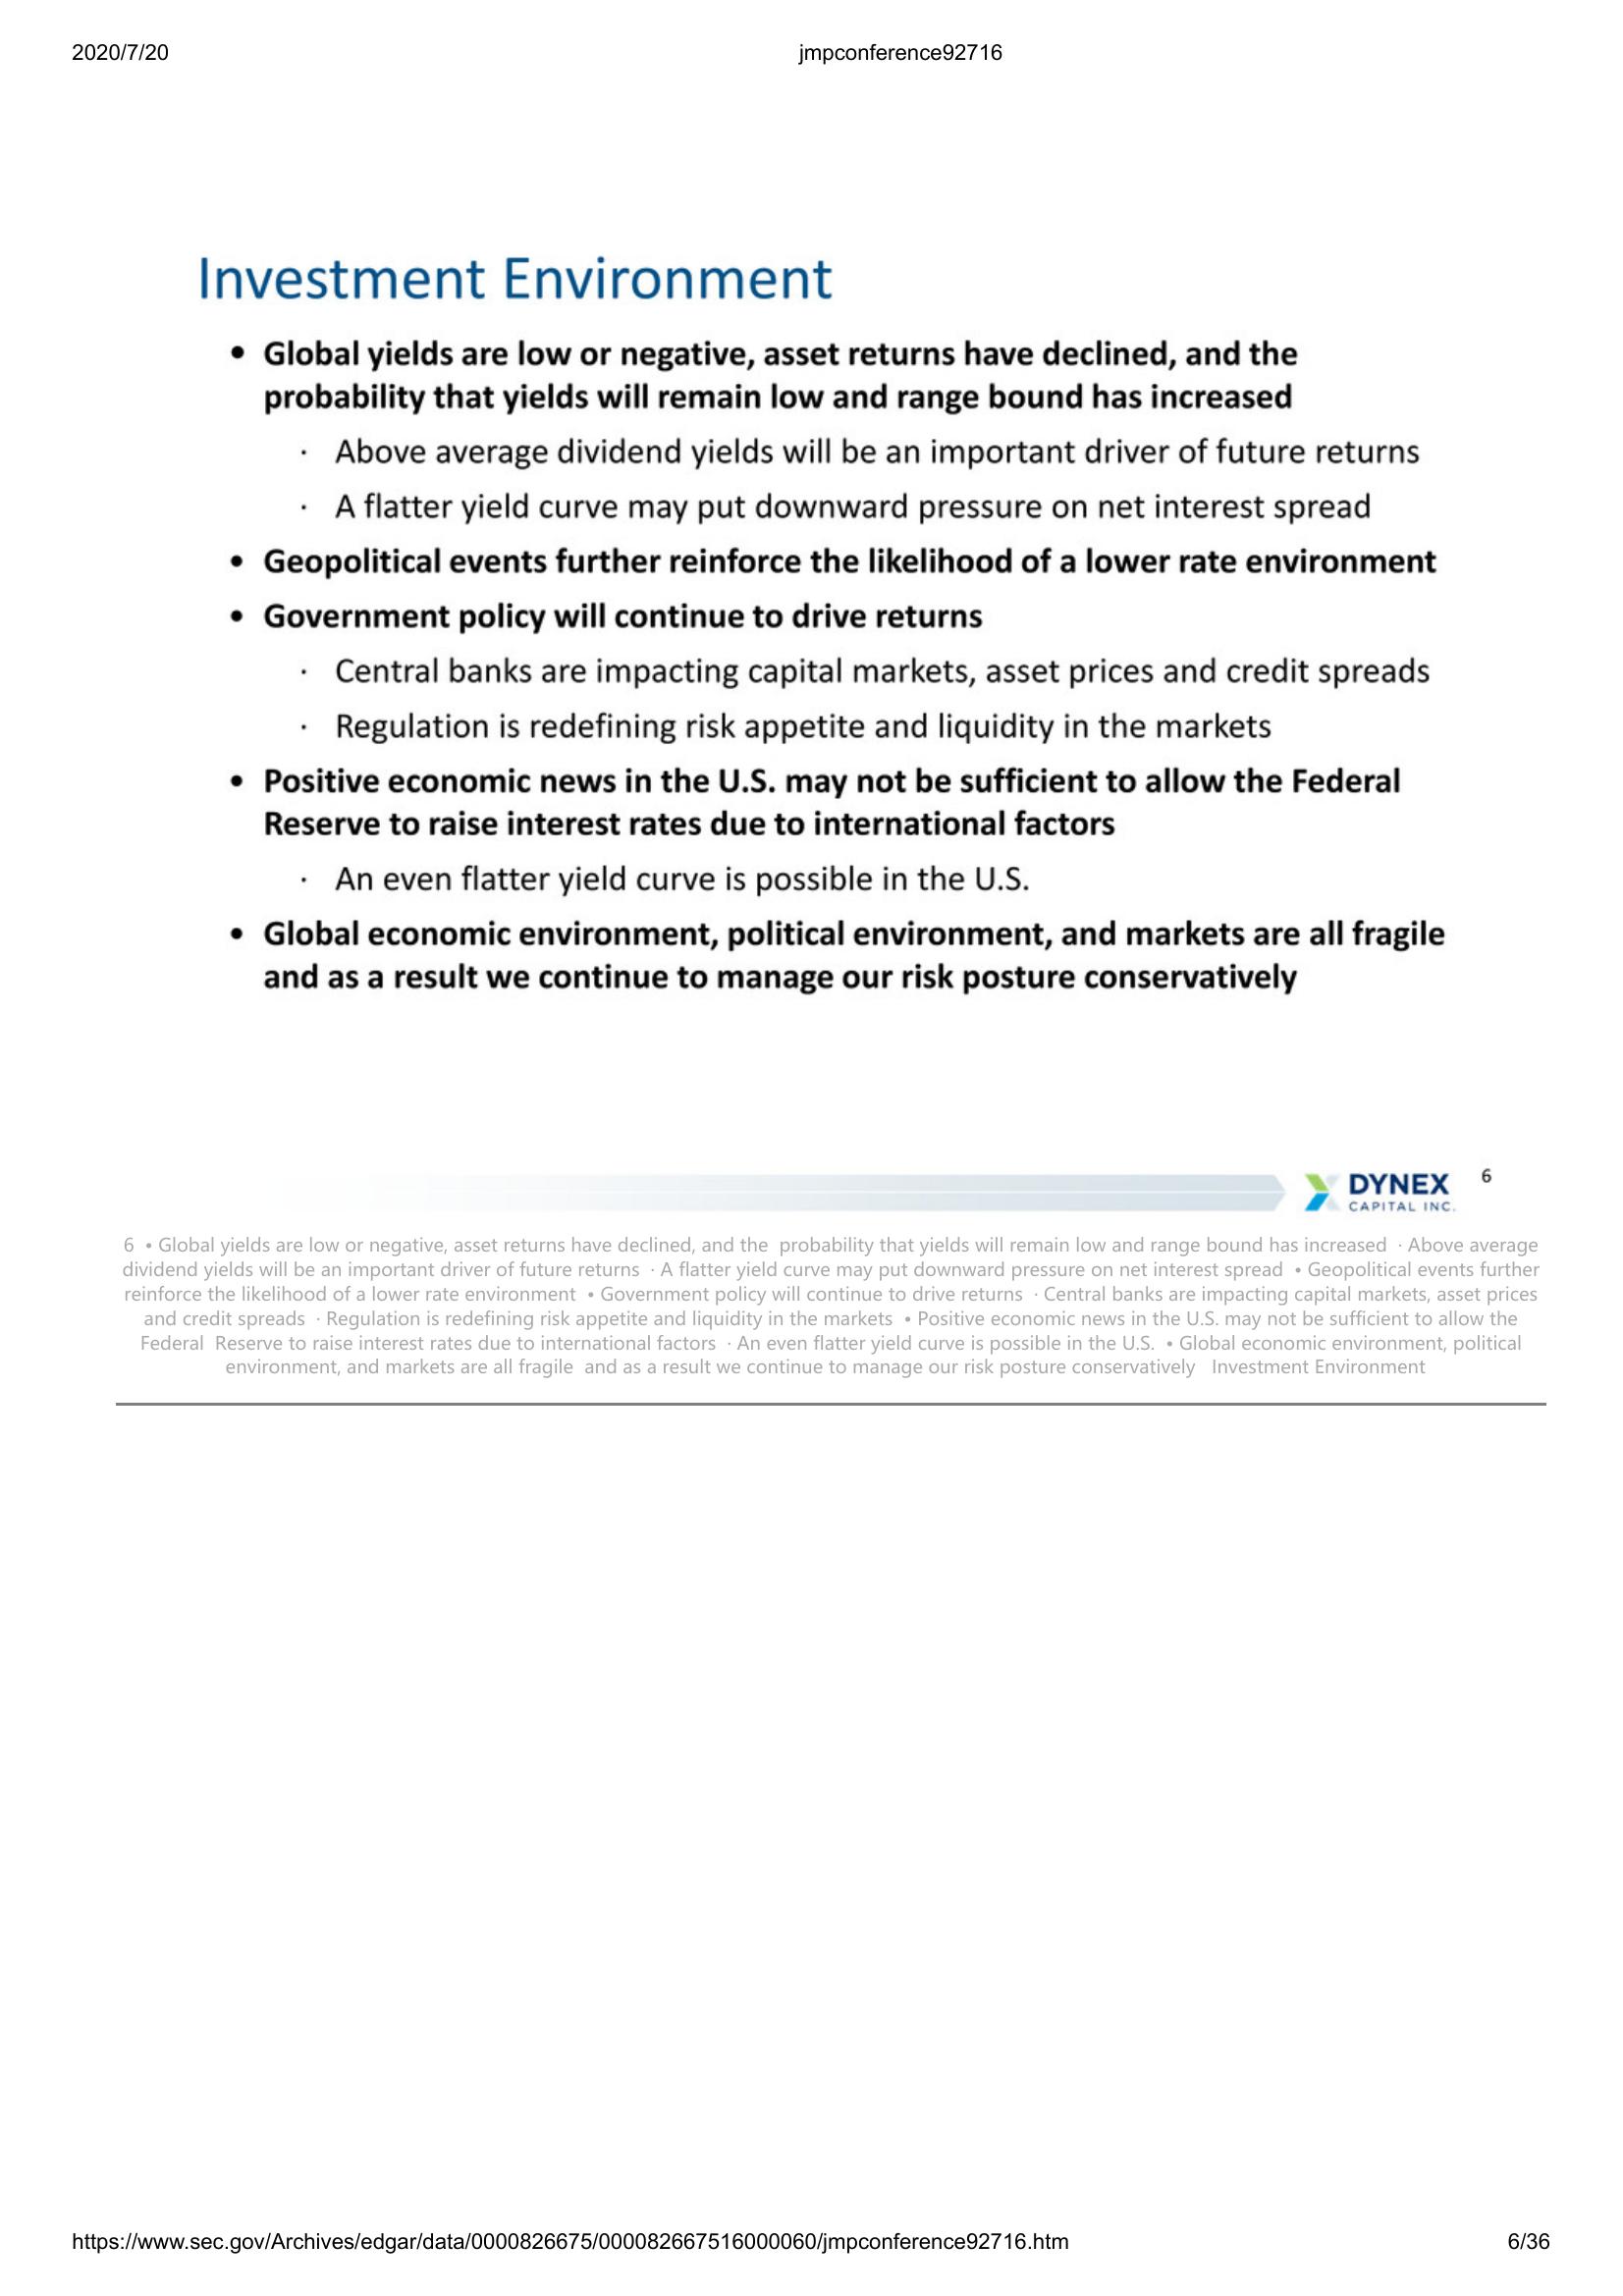 2020/7/20
jmpconference92716
Investment Environment
• Global yields are low or negative, asset returns have declined, and the
probability that yields will remain low and range bound has increased
· Above average dividend yields will be an important driver of future returns
· A flatter yield curve may put downward pressure on net interest spread
• Geopolitical events further reinforce the likelihood of a lower rate environment
• Government policy will continue to drive returns
· Central banks are impacting capital markets, asset prices and credit spreads
· Regulation is redefining risk appetite and liquidity in the markets
• Positive economic news in the U.S. may not be sufficient to allow the Federal
Reserve to raise interest rates due to international factors
· An even flatter yield curve is possible in the U.S.
• Global economic environment, political environment, and markets are all fragile
and as a result we continue to manage our risk posture conservatively
DYNEX
CAPITAL INC.
6
6 • Global yields are low or negative, asset returns have declined, and the probability that yields will remain low and range bound has increased · Above average
dividend yields will be an important driver of future returns · A flatter yield curve may put downward pressure on net interest spread • Geopolitical events further
reinforce the likelihood of a lower rate environment • Government policy will continue to drive returns · Central banks are impacting capital markets, asset prices
and credit spreads · Regulation is redefining risk appetite and liquidity in the markets • Positive economic news in the U.S. may not be sufficient to allow the
Federal Reserve to raise interest rates due to international factors · An even flatter yield curve is possible in the U.S. • Global economic environment, political
environment, and markets are all fragile and as a result we continue to manage our risk posture conservatively Investment Environment
https://www.sec.gov/Archives/edgar/data/0000826675/000082667516000060/jmpconference92716.htm
6/36